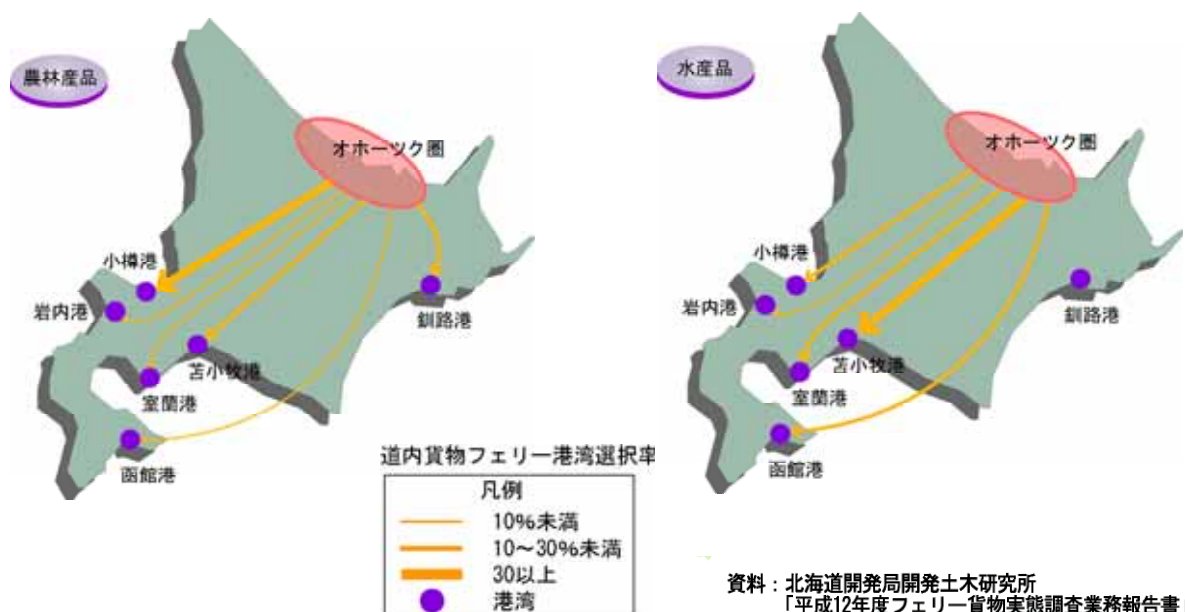 農林産品
オホーツク圏
小樽港
岩内港
釧路港
苫小牧港
室蘭港
函館港
水産品
オホーツク圏
小樽港
岩内港
釧路港
苫小牧港
室蘭港
函館港
道内貨物フェリー港湾選択率
凡例
10%未満
10～30%未満
30以上
港湾
資料：北海道開発局開発土木研究所
「平成12年度フェリー貨物実態調査業務報告書